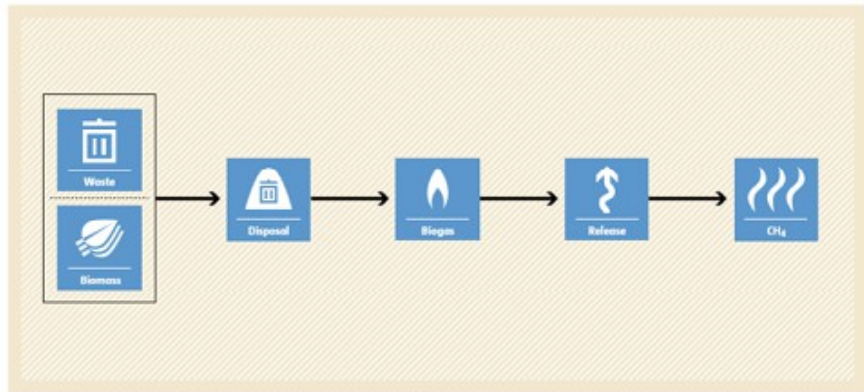 Waste
Biomass
Disposal
Biogas
Release
CH₄